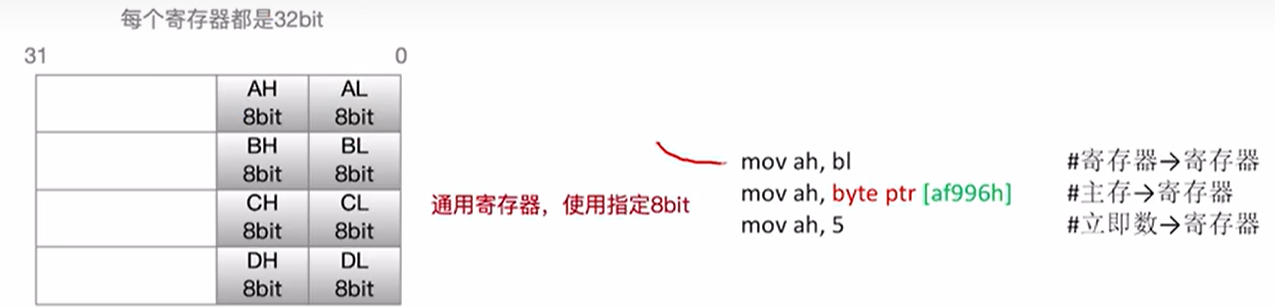 每个寄存器都是32bit
31 0
AH AL
8bit 8bit
BH BL
8bit 8bit
CH CL
8bit 8bit
DH DL
8bit 8bit
通用寄存器，使用指定8bit
mov ah, bl #寄存器→寄存器
mov ah, byte ptr [af996h] #主存→寄存器
mov ah, 5 #立即数→寄存器